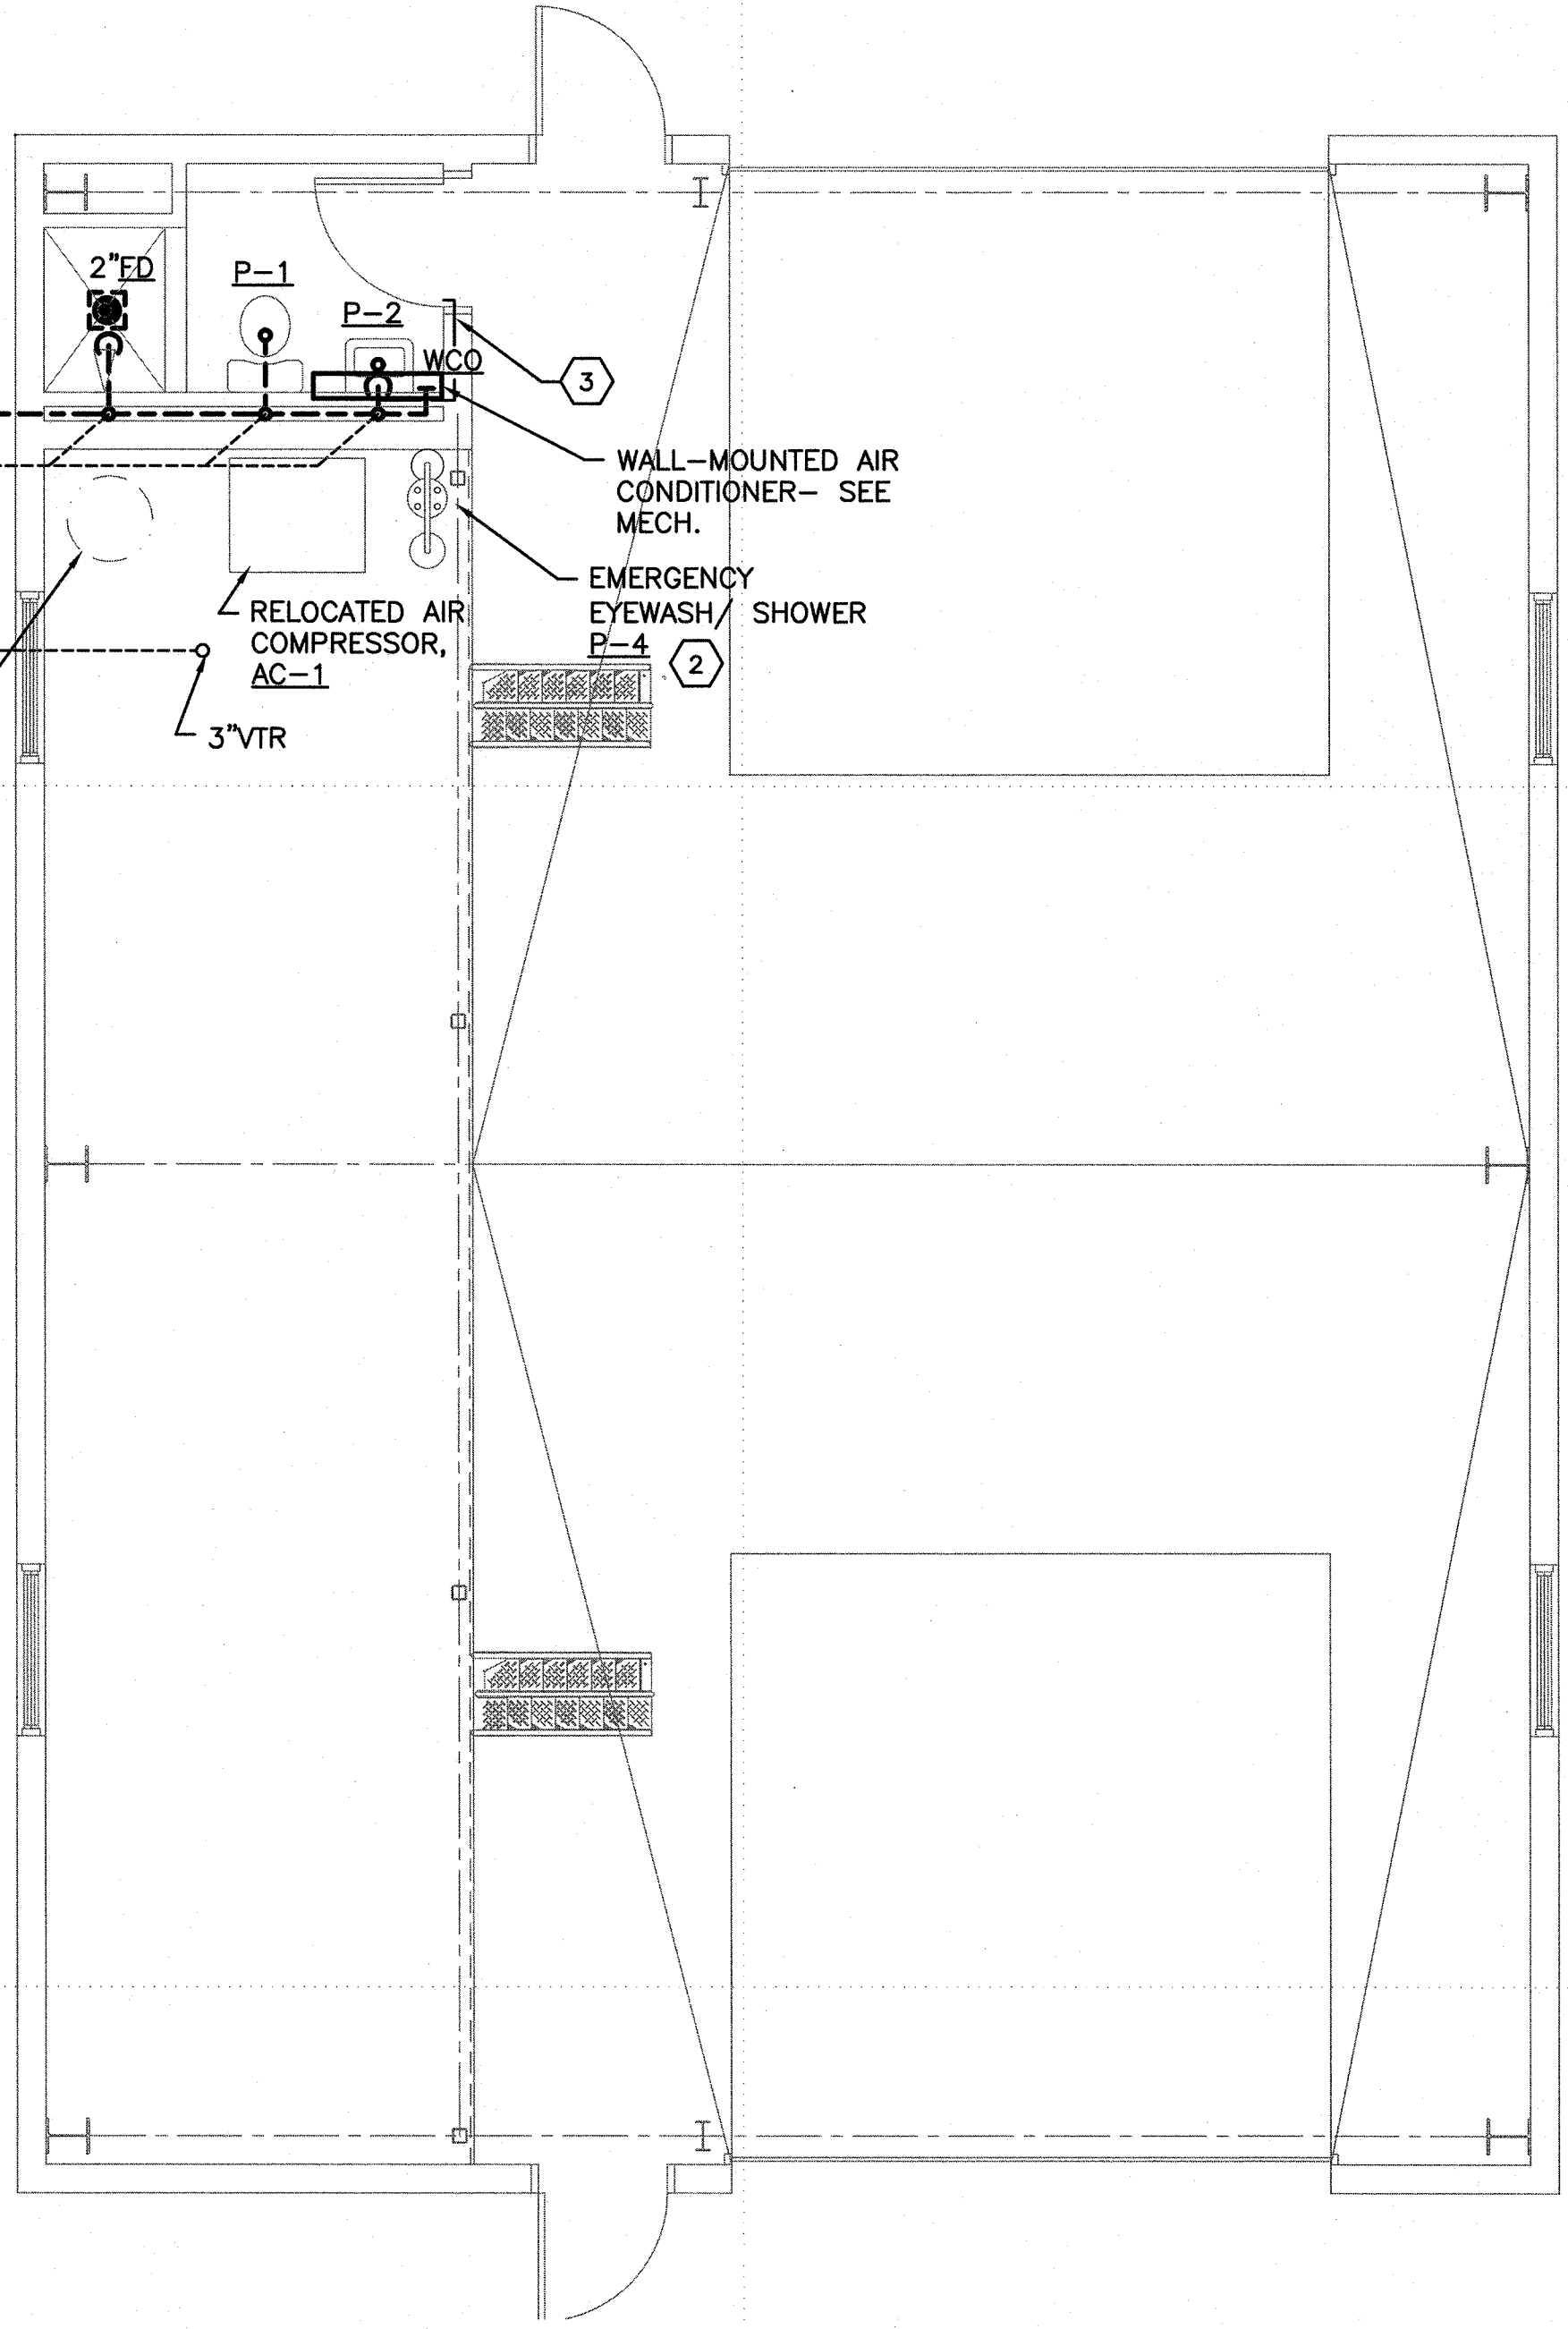 2"FD
P-1
P-2
WCO
3
WALL-MOUNTED AIR
CONDITIONER- SEE
MECH.
EMERGENCY
EYEWASH/ SHOWER
P-4
2
RELOCATED AIR
COMPRESSOR,
AC-1
3"VTR